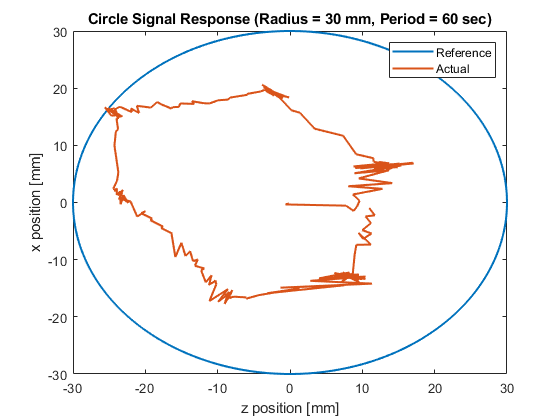 Circle Signal Response (Radius = 30 mm, Period = 60 sec)
Reference
Actual
x position [mm]
30
20
10
0
-10
-20
-30
-30
-20
-10
0
10
20
30
z position [mm]